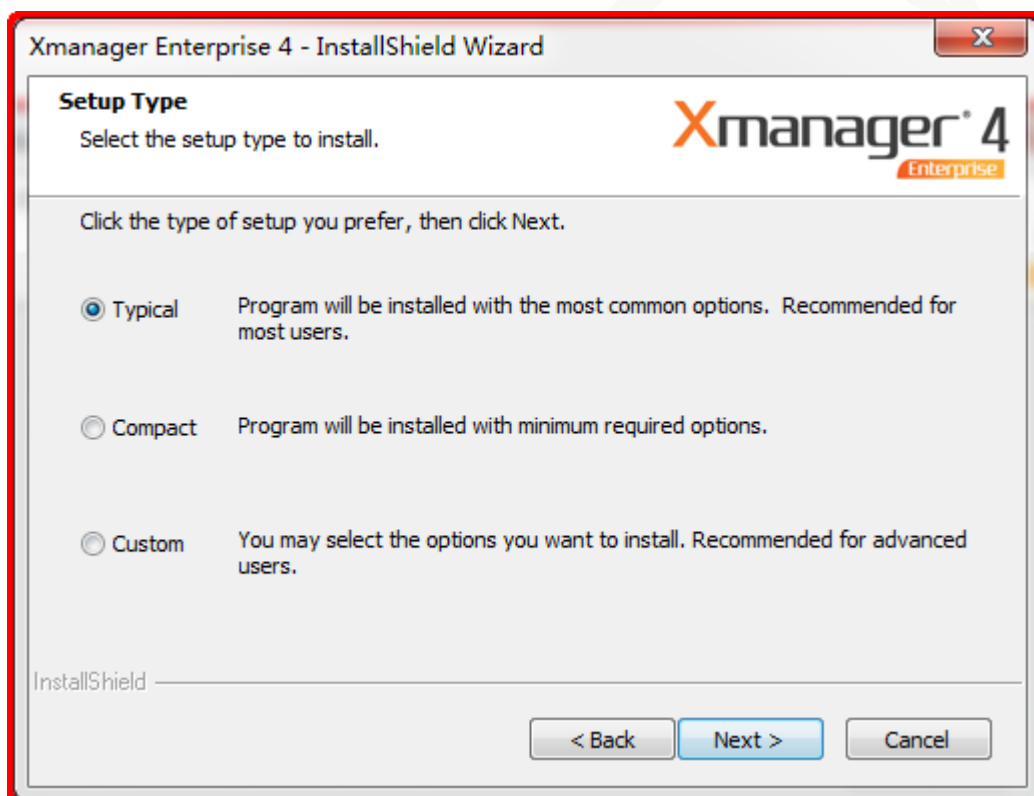 Xmanager Enterprise 4 - InstallShield Wizard
Setup Type
Select the setup type to install.
Xmanager® 4
Enterprise
Click the type of setup you prefer, then click Next.
Typical
Program will be installed with the most common options.  Recommended for
most users.
Compact
Program will be installed with minimum required options.
Custom
You may select the options you want to install. Recommended for advanced
users.
InstallShield
< Back
Next >
Cancel